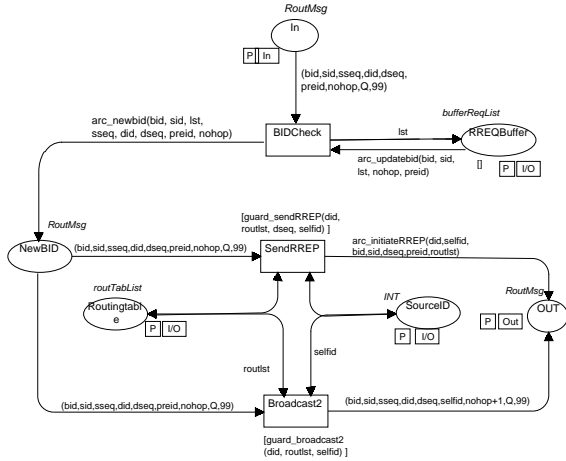 RoutMsg
In
P In
(bid,sid,sseq,did,dseq,
preid,nohop,Q,99)
arc_newbid(bid, sid, lst,
sseq, did, dseq, preid, nohop)
bufferReqList
BIDCheck
lst
RREQBuffer
arc_updatebid(bid, sid,
lst, nohop, preid)
[]
P I/O
[guard_sendRREP(did,
routlst, dseq, selfid) ]
RoutMsg
NewBID
(bid,sid,sseq,did,dseq,preid,nohop,Q,99)
SendRREP
arc_initiateRREP(did,selfid,
bid,sid,dseq,preid,routlst)
routTabList
Routingtabl
e
P I/O
INT
SourceID
P I/O
RoutMsg
OUT
P Out
routlst
selfid
(bid,sid,sseq,did,dseq,preid,nohop,Q,99)
Broadcast2
(bid,sid,sseq,did,dseq,selfid,nohop+1,Q,99)
[guard_broadcast2
(did, routlst, selfid) ]